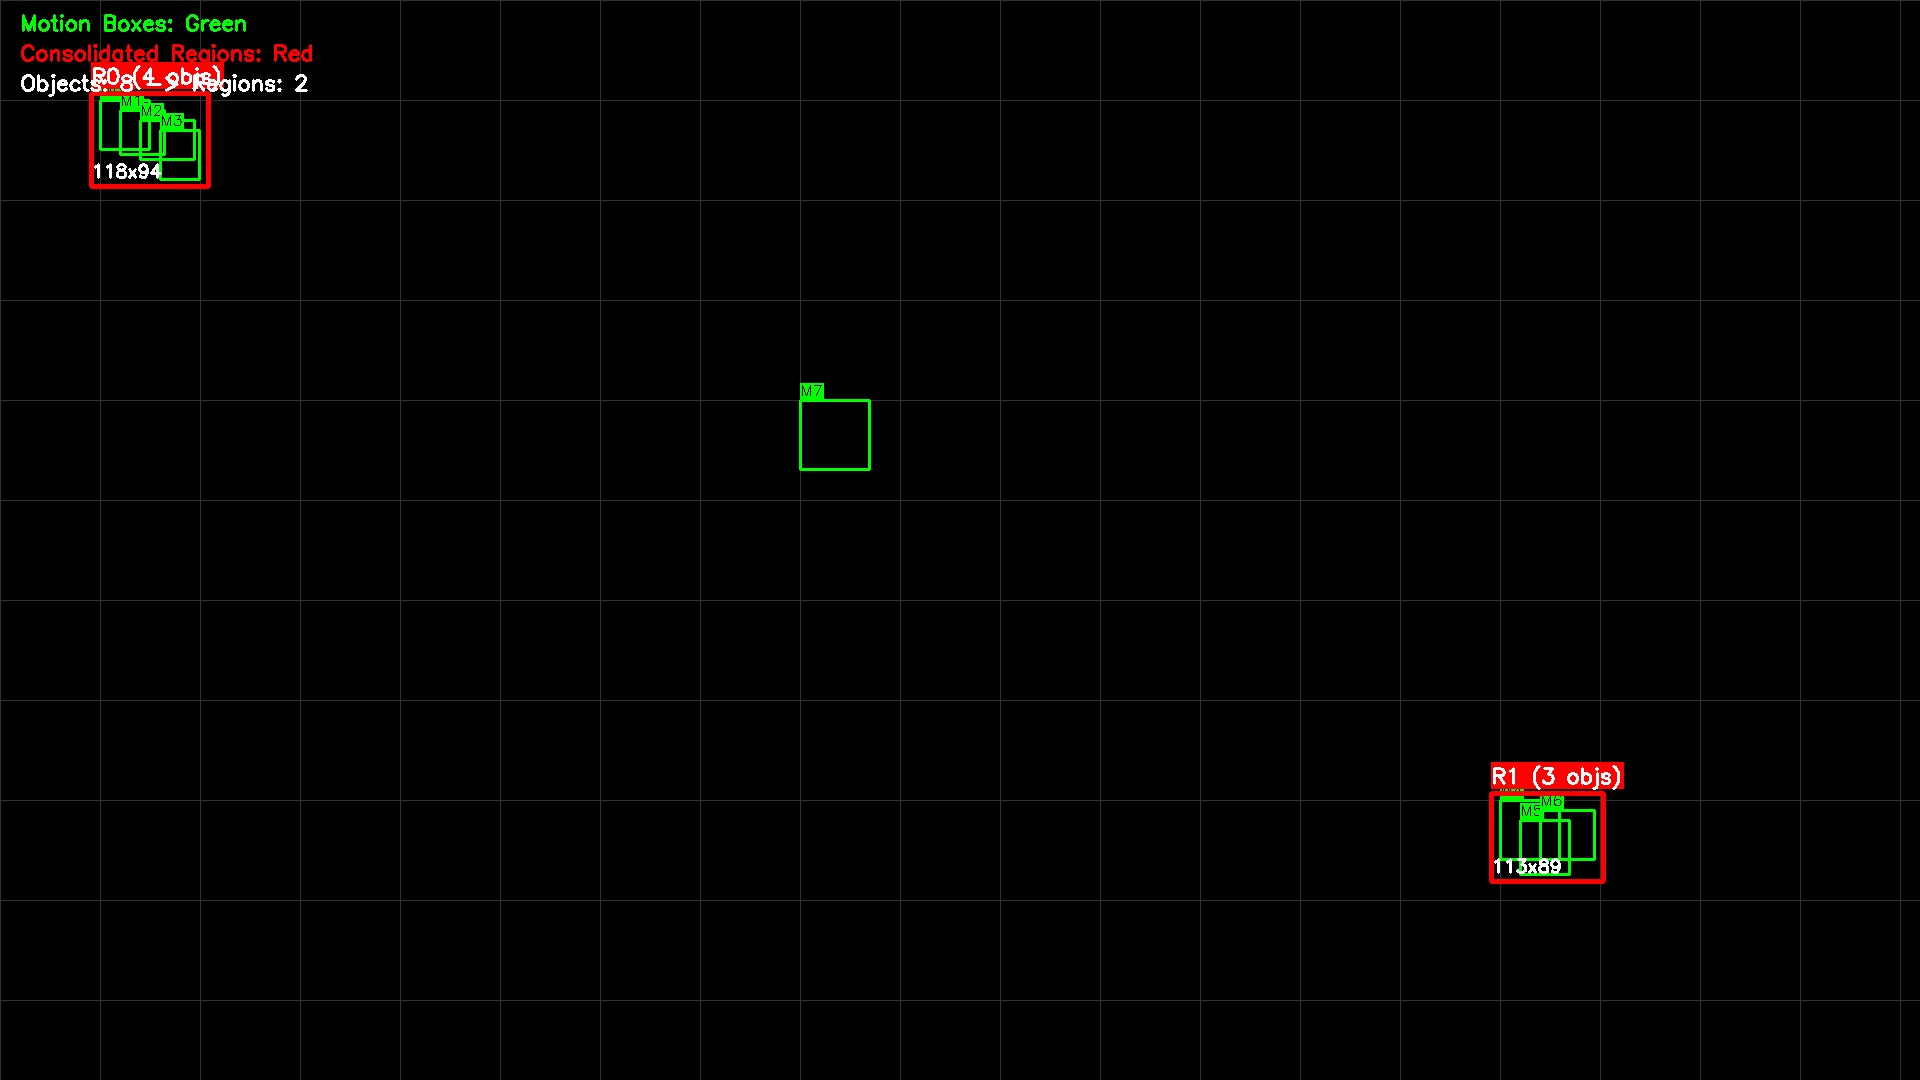 Motion Boxes: Green
Consolidated Regions: Red
R0 (4 objs)
Objects: 8 -> Regions: 2
M1
M2
M3
118x94
M7
R1 (3 objs)
M6
M5
113x89